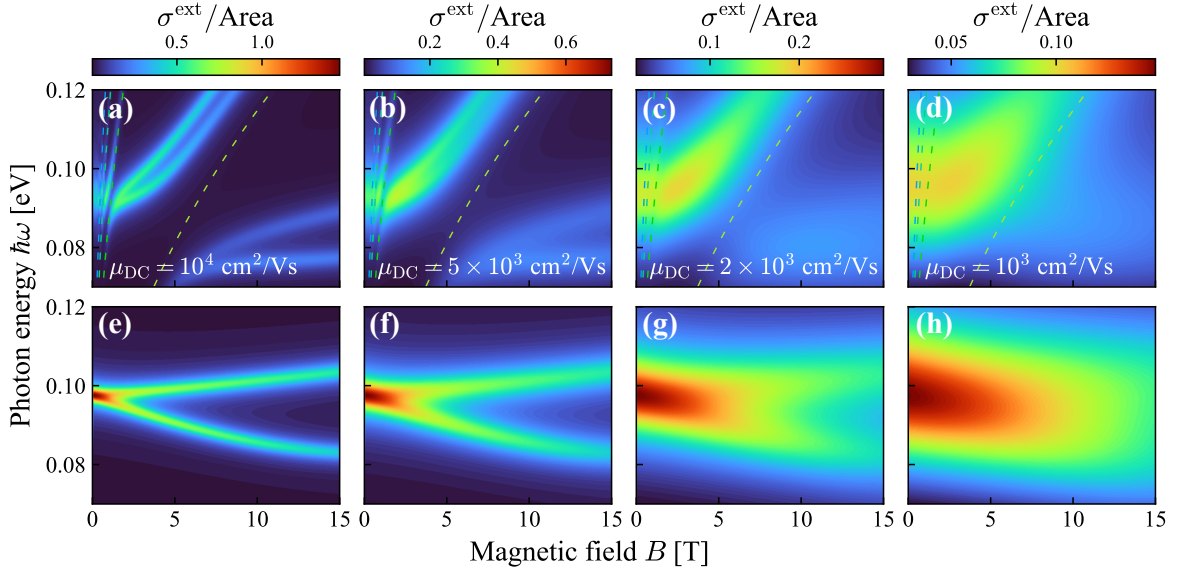 σ^ext/Area σ^ext/Area σ^ext/Area σ^ext/Area
0.5 1.0 0.2 0.4 0.6 0.1 0.2 0.05 0.10
(a) (b) (c) (d)
0.12
0.10
0.08
μ_DC = 10^4 cm^2/Vs μ_DC = 5 × 10^3 cm^2/Vs μ_DC = 2 × 10^3 cm^2/Vs μ_DC = 10^3 cm^2/Vs
Photon energy ℏω [eV]
(e) (f) (g) (h)
0.12
0.10
0.08
0 5 10 15 0 5 10 15 0 5 10 15 0 5 10 15
Magnetic field B [T]